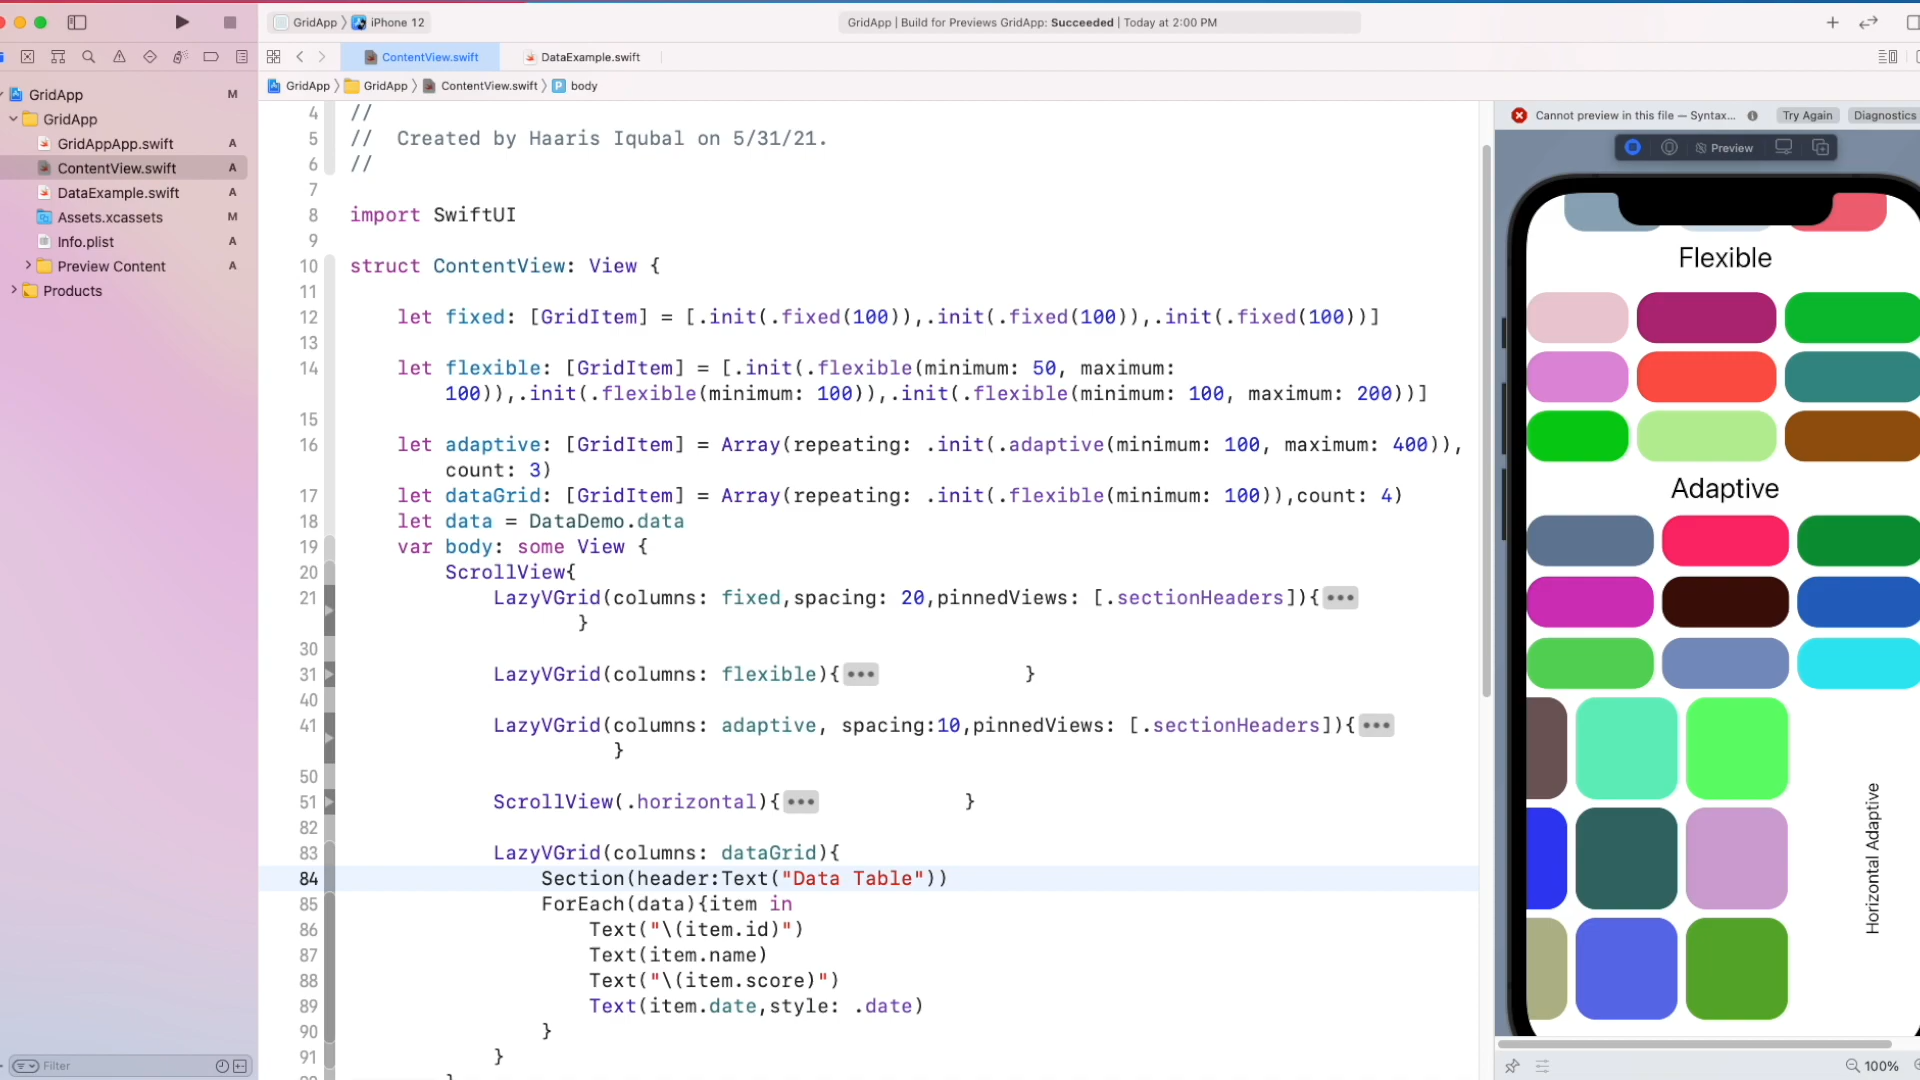 GridApp 〉 iPhone 12
GridApp | Build for Previews GridApp: Succeeded | Today at 2:00 PM
ContentView.swift
DataExample.swift
GridApp 〉 GridApp 〉 ContentView.swift 〉 P body
GridApp M
GridApp
GridAppApp.swift A
ContentView.swift A
DataExample.swift A
Assets.xcassets M
Info.plist A
Preview Content A
Products
Filter
4 //
5 //  Created by Haaris Iqubal on 5/31/21.
6 //
7
8 import SwiftUI
9
10 struct ContentView: View {
11
12 let fixed: [GridItem] = [.init(.fixed(100)),.init(.fixed(100)),.init(.fixed(100))]
13
14 let flexible: [GridItem] = [.init(.flexible(minimum: 50, maximum:
100)),.init(.flexible(minimum: 100)),.init(.flexible(minimum: 100, maximum: 200))]
15
16 let adaptive: [GridItem] = Array(repeating: .init(.adaptive(minimum: 100, maximum: 400)),
count: 3)
17 let dataGrid: [GridItem] = Array(repeating: .init(.flexible(minimum: 100)),count: 4)
18 let data = DataDemo.data
19 var body: some View {
20 ScrollView{
21 LazyVGrid(columns: fixed,spacing: 20,pinnedViews: [.sectionHeaders]){•••
}
30
31 LazyVGrid(columns: flexible){••• }
40
41 LazyVGrid(columns: adaptive, spacing:10,pinnedViews: [.sectionHeaders]){•••
}
50
51 ScrollView(.horizontal){••• }
82
83 LazyVGrid(columns: dataGrid){
84 Section(header:Text("Data Table"))
85 ForEach(data){item in
86 Text("\(item.id)")
87 Text(item.name)
88 Text("\(item.score)")
89 Text(item.date,style: .date)
90 }
91 }
Cannot preview in this file — Syntax... Try Again Diagnostics
Preview
Flexible
Adaptive
Horizontal Adaptive
100%